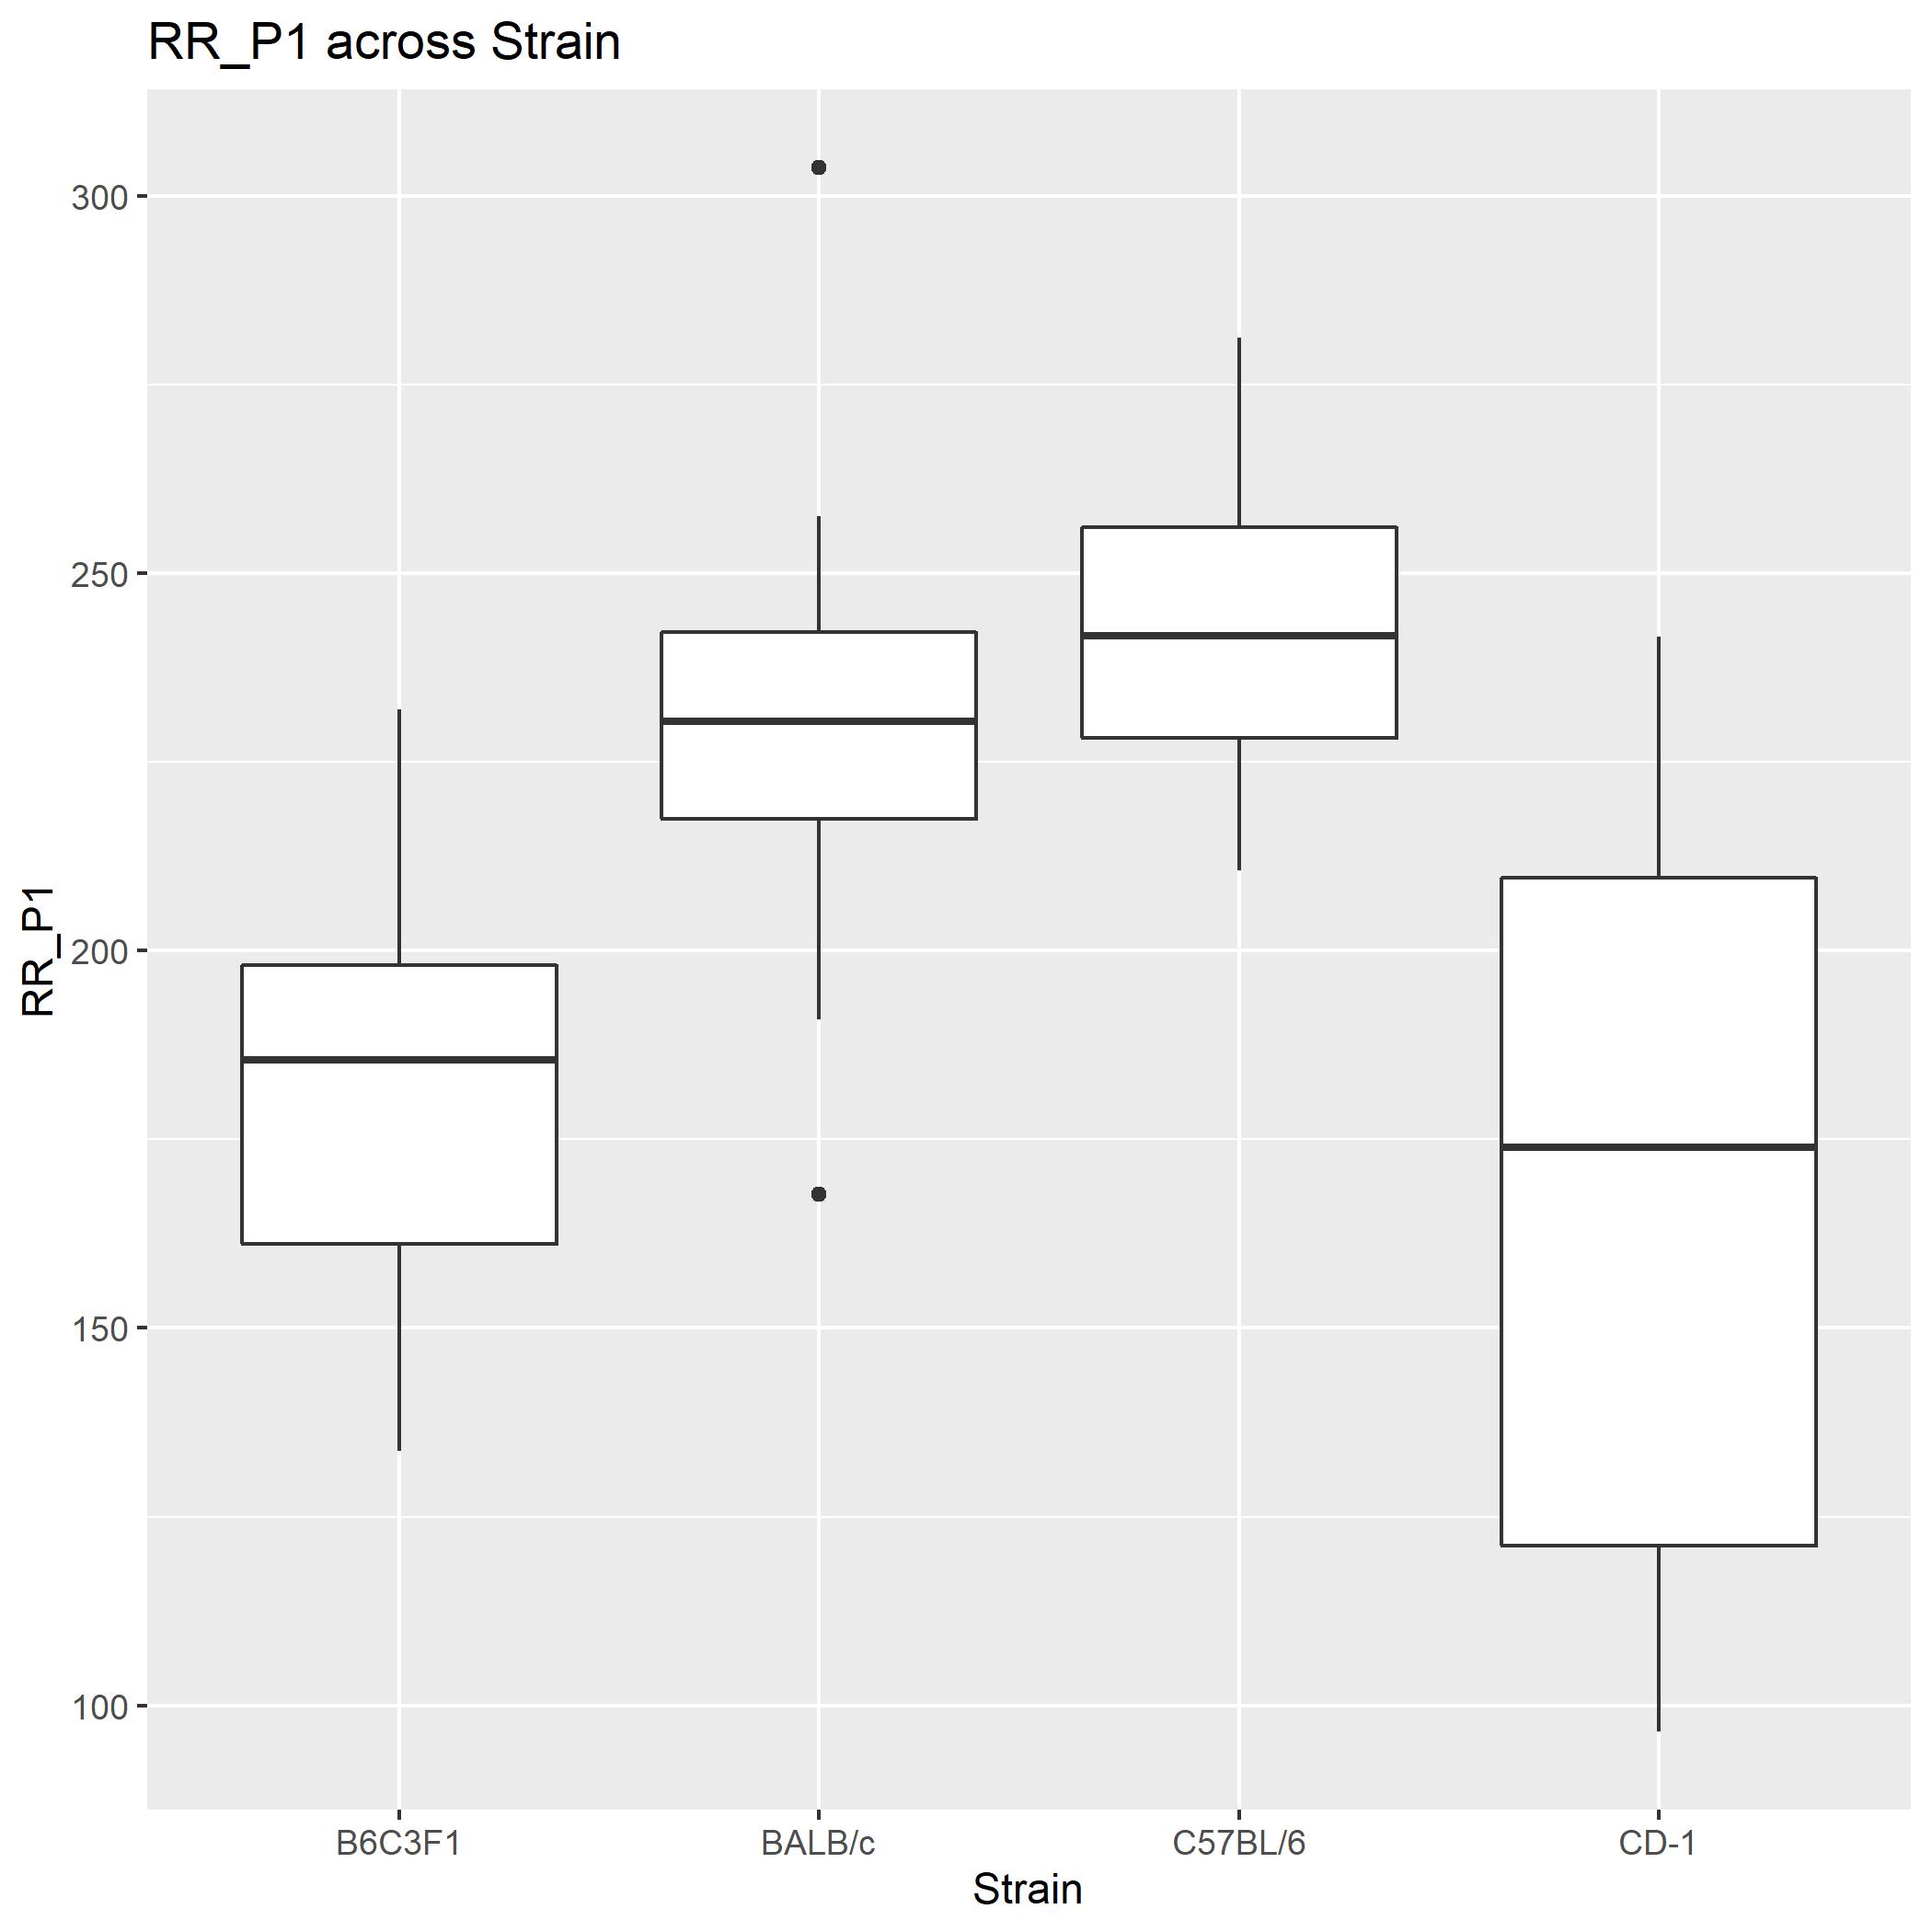 RR_P1 across Strain
300
250
200
150
100
RR_P1
B6C3F1 BALB/c C57BL/6 CD-1
Strain